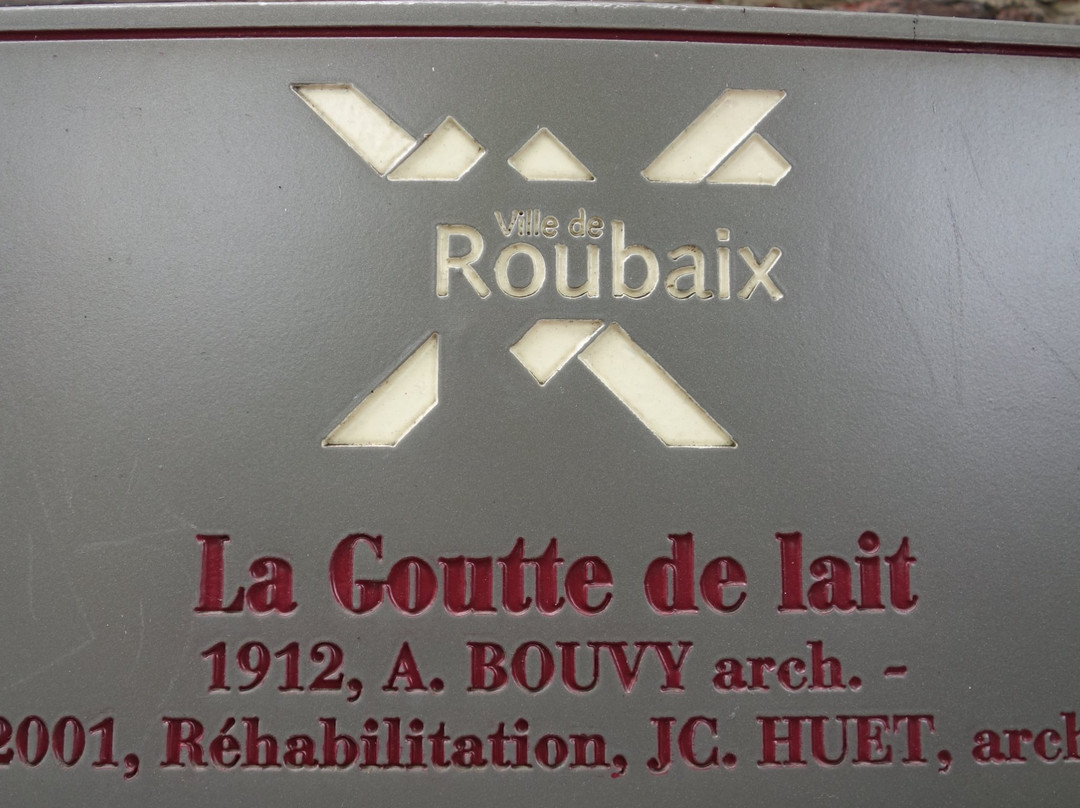 Ville de
Roubaix
La Goutte de lait
1912, A. BOUVY arch. -
2001, Réhabilitation, JC. HUET, arch